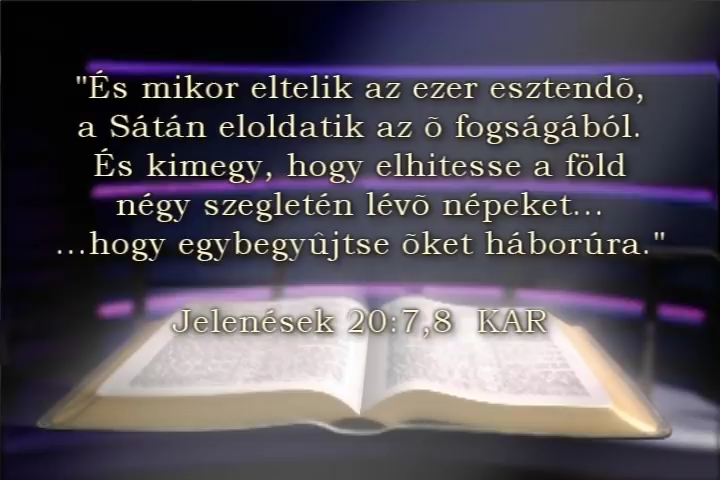 "És mikor eltelik az ezer esztendõ,
a Sátán eloldatik az õ fogságából.
És kimegy, hogy elhitesse a föld
négy szegletén lévõ népeket...
...hogy egybegyûjtse õket háborúra."
Jelenések 20:7,8 KAR